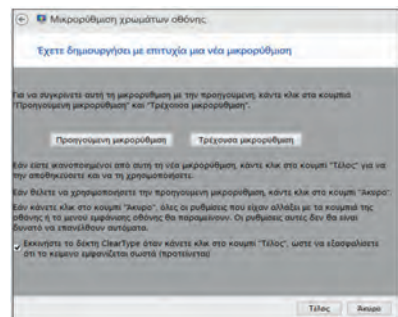 Μικρορύθμιση χρωμάτων οθόνης
Έχετε δημιουργήσει με επιτυχία μια νέα μικρορύθμιση
Για να συγκρίνετε αυτή τη μικρορύθμιση με την προηγούμενη, κάντε κλικ στα κουμπιά
"Προηγούμενη μικρορύθμιση" και "Τρέχουσα μικρορύθμιση".
Προηγούμενη μικρορύθμιση
Τρέχουσα μικρορύθμιση
Εάν είστε ικανοποιημένοι από αυτή τη νέα μικρορύθμιση, κάντε κλικ στο κουμπί "Τέλος" για να
την αποθηκεύσετε και να τη χρησιμοποιήσετε.
Εάν θέλετε να χρησιμοποιήσετε την προηγούμενη μικρορύθμιση, κάντε κλικ στο κουμπί "Άκυρο".
Εάν κάνετε κλικ στο κουμπί "Άκυρο", όλες οι ρυθμίσεις που είχαν αλλάξει με τα κουμπιά της
οθόνης ή το μενού εμφάνισης οθόνης θα παραμείνουν. Οι ρυθμίσεις αυτές δεν θα είναι
δυνατό να επανέλθουν αυτόματα.
Εκκινήστε το δέκτη ClearType όταν κάνετε κλικ στο κουμπί "Τέλος", ώστε να εξασφαλίσετε
ότι το κείμενο εμφανίζεται σωστά (προτείνεται)
Τέλος
Άκυρο